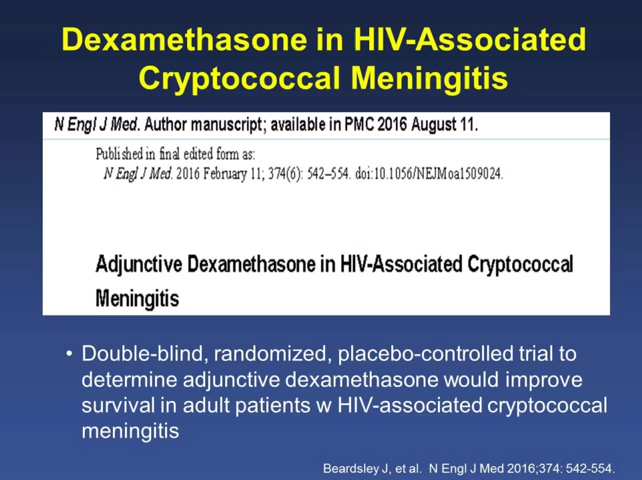 Dexamethasone in HIV-Associated
Cryptococcal Meningitis
N Engl J Med. Author manuscript; available in PMC 2016 August 11.
Published in final edited form as:
N Engl J Med. 2016 February 11; 374(6): 542–554. doi:10.1056/NEJMoa1509024.
Adjunctive Dexamethasone in HIV-Associated Cryptococcal
Meningitis
• Double-blind, randomized, placebo-controlled trial to
determine adjunctive dexamethasone would improve
survival in adult patients w HIV-associated cryptococcal
meningitis
Beardsley J, et al. N Engl J Med 2016;374: 542-554.